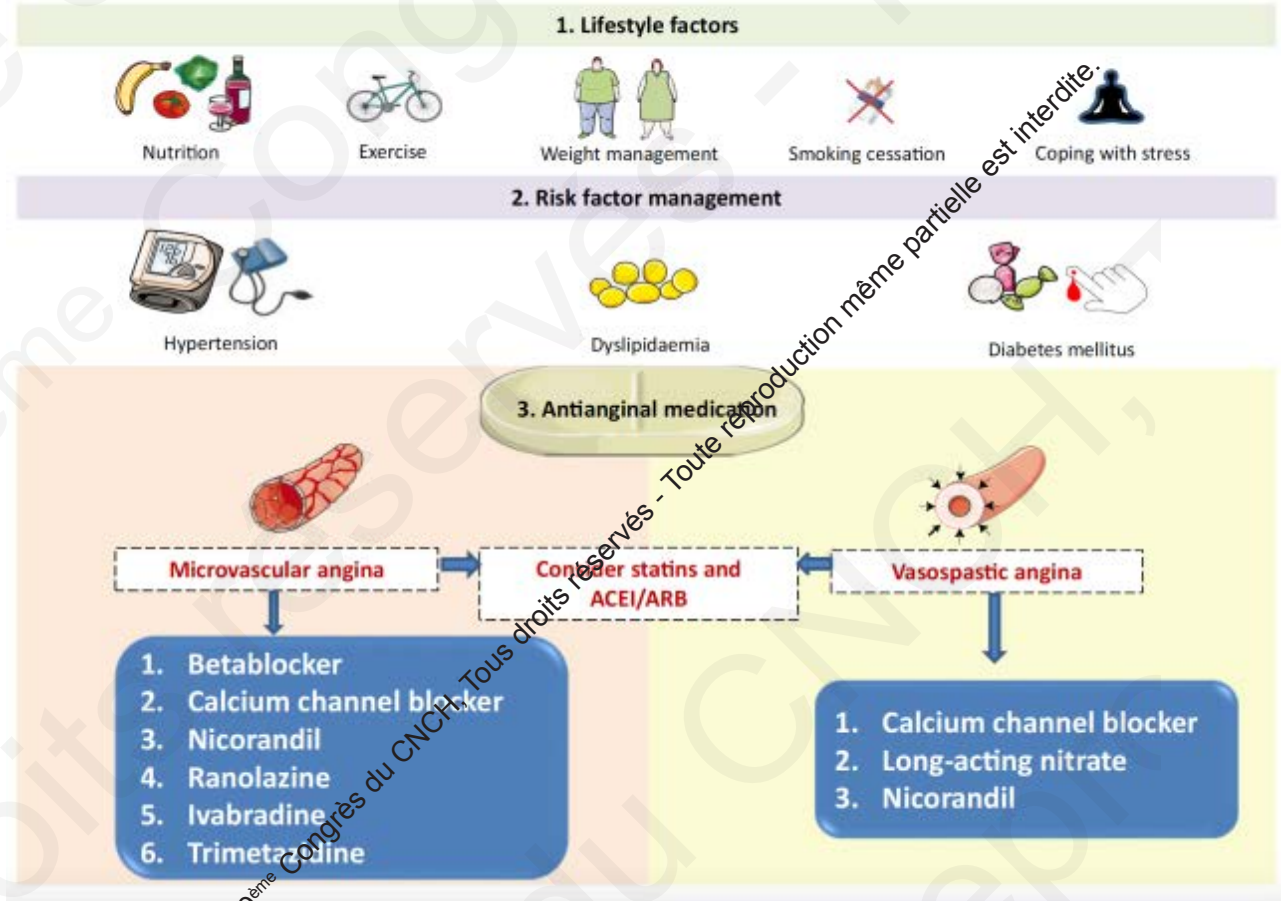 1. Lifestyle factors
Nutrition
Exercise
Weight management
Smoking cessation
Coping with stress
2. Risk factor management
Hypertension
Dyslipidaemia
Diabetes mellitus
3. Antianginal medication
Microvascular angina
Consider statins and
ACEI/ARB
Vasospastic angina
1. Betablocker
2. Calcium channel blocker
3. Nicorandil
4. Ranolazine
5. Ivabradine
6. Trimetazidine
1. Calcium channel blocker
2. Long-acting nitrate
3. Nicorandil
ème Congrès du CNCH, Tous droits réservés - Toute reproduction même partielle est interdite.